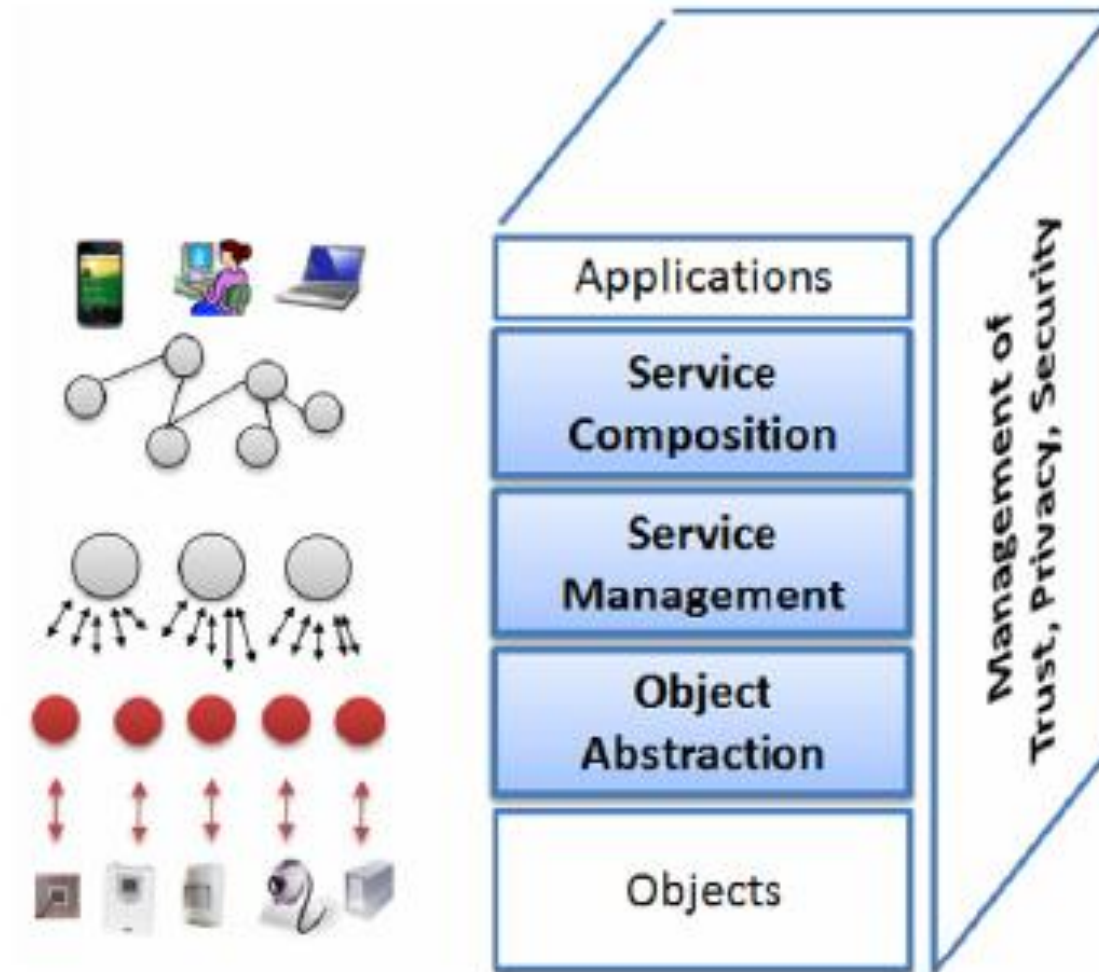 Applications
Service
Composition
Service
Management
Object
Abstraction
Objects
Management of
Trust, Privacy, Security